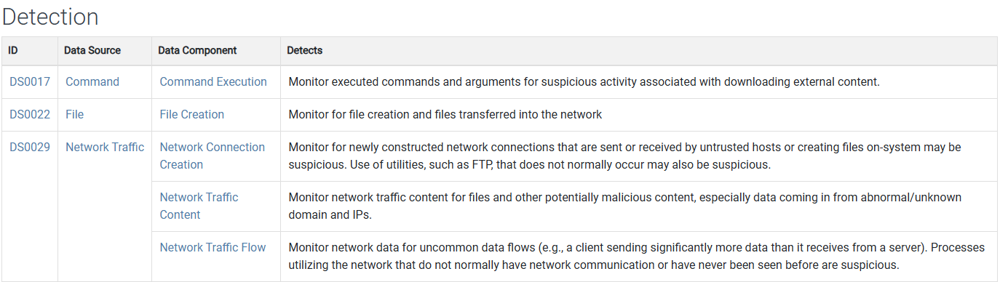 Detection
ID Data Source Data Component Detects
DS0017 Command Command Execution Monitor executed commands and arguments for suspicious activity associated with downloading external content.
DS0022 File File Creation Monitor for file creation and files transferred into the network
DS0029 Network Traffic Network Connection Monitor for newly constructed network connections that are sent or received by untrusted hosts or creating files on-system may be
Creation suspicious. Use of utilities, such as FTP, that does not normally occur may also be suspicious.
Network Traffic Monitor network traffic content for files and other potentially malicious content, especially data coming in from abnormal/unknown
Content domain and IPs.
Network Traffic Flow Monitor network data for uncommon data flows (e.g., a client sending significantly more data than it receives from a server). Processes
utilizing the network that do not normally have network communication or have never been seen before are suspicious.